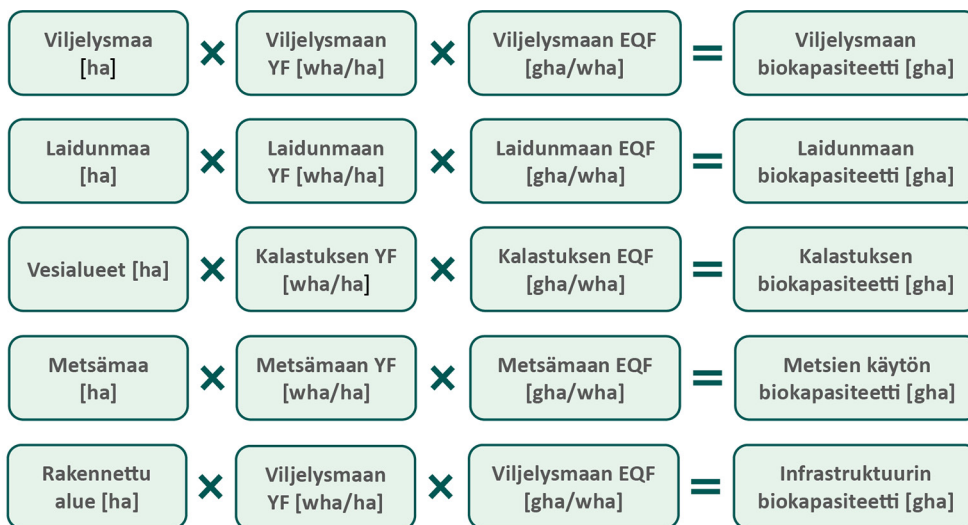 Viljelysmaa
[ha]
×
Viljelysmaan
YF [wha/ha]
×
Viljelysmaan EQF
[gha/wha]
=
Viljelysmaan
biokapasiteetti [gha]
Laidunmaa
[ha]
×
Laidunmaan
YF [wha/ha]
×
Laidunmaan EQF
[gha/wha]
=
Laidunmaan
biokapasiteetti [gha]
Vesialueet [ha]
×
Kalastuksen YF
[wha/ha]
×
Kalastuksen EQF
[gha/wha]
=
Kalastuksen
biokapasiteetti [gha]
Metsämaa
[ha]
×
Metsämaan YF
[wha/ha]
×
Metsämaan EQF
[gha/wha]
=
Metsien käytön
biokapasiteetti [gha]
Rakennettu
alue [ha]
×
Viljelysmaan
YF [wha/ha]
×
Viljelysmaan EQF
[gha/wha]
=
Infrastruktuurin
biokapasiteetti [gha]